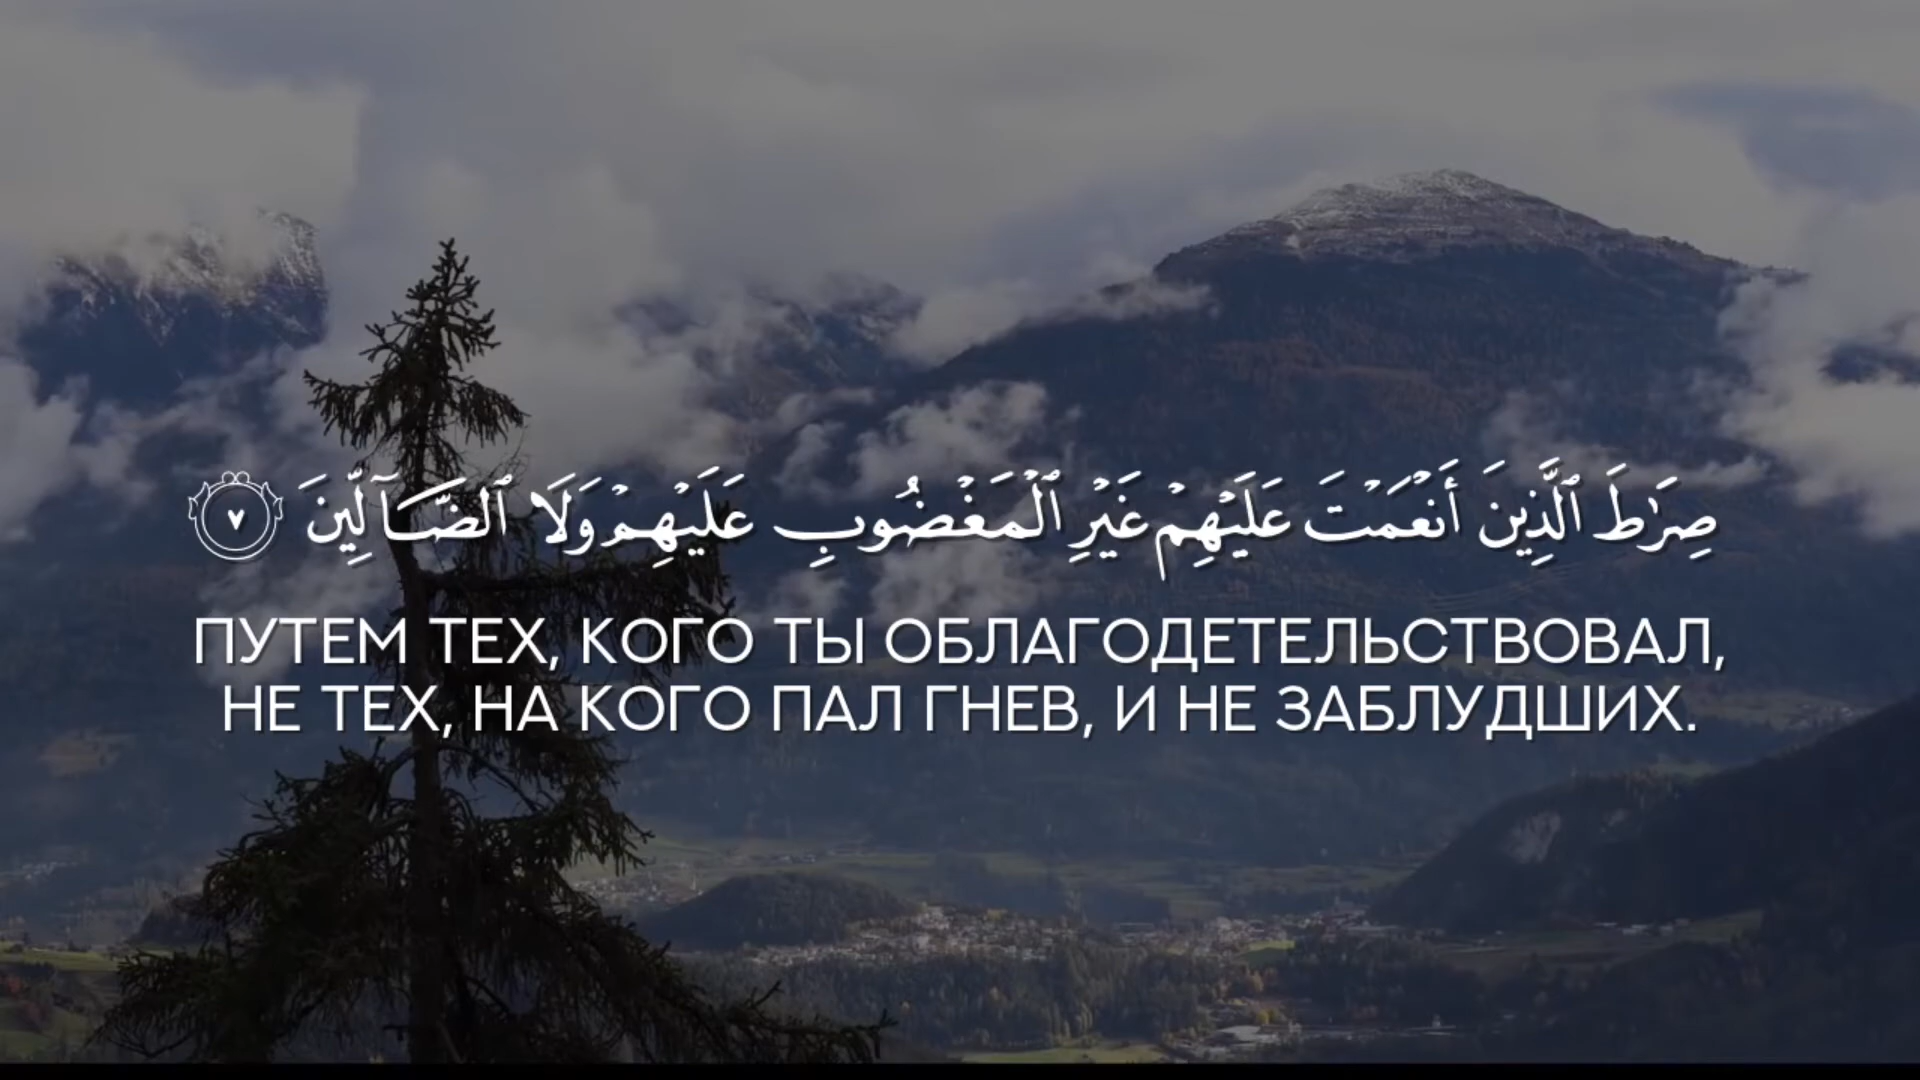 صِرَٰطَ ٱلَّذِينَ أَنْعَمْتَ عَلَيْهِمْ غَيْرِ ٱلْمَغْضُوبِ عَلَيْهِمْ وَلَا ٱلضَّآلِّينَ ٧
ПУТЕМ ТЕХ, КОГО ТЫ ОБЛАГОДЕТЕЛЬСТВОВАЛ,
НЕ ТЕХ, НА КОГО ПАЛ ГНЕВ, И НЕ ЗАБЛУДШИХ.